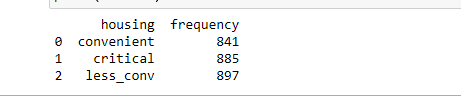 housing frequency
0 convenient 841
1 critical 885
2 less_conv 897